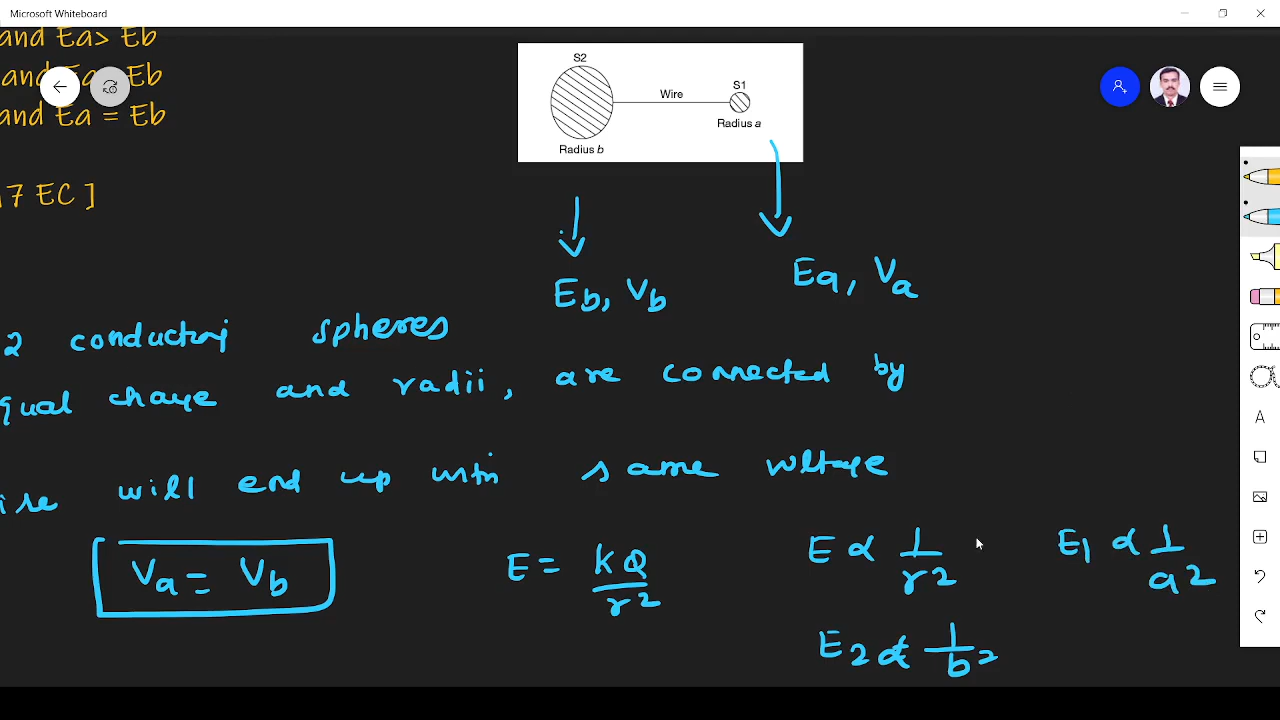 Microsoft Whiteboard
and Ea> Eb
and Ea Eb
and Ea = Eb
S2
S1
Wire
Radius a
Radius b
17 EC ]
Eb, Vb
Ea, Va
2 conducting spheres
qual charge and radii, are connected by
ire will end up with same voltage
Va = Vb
E = kQ/r2
E ∝ 1/r2
E1 ∝ 1/a2
E2 ∝ 1/b2
A